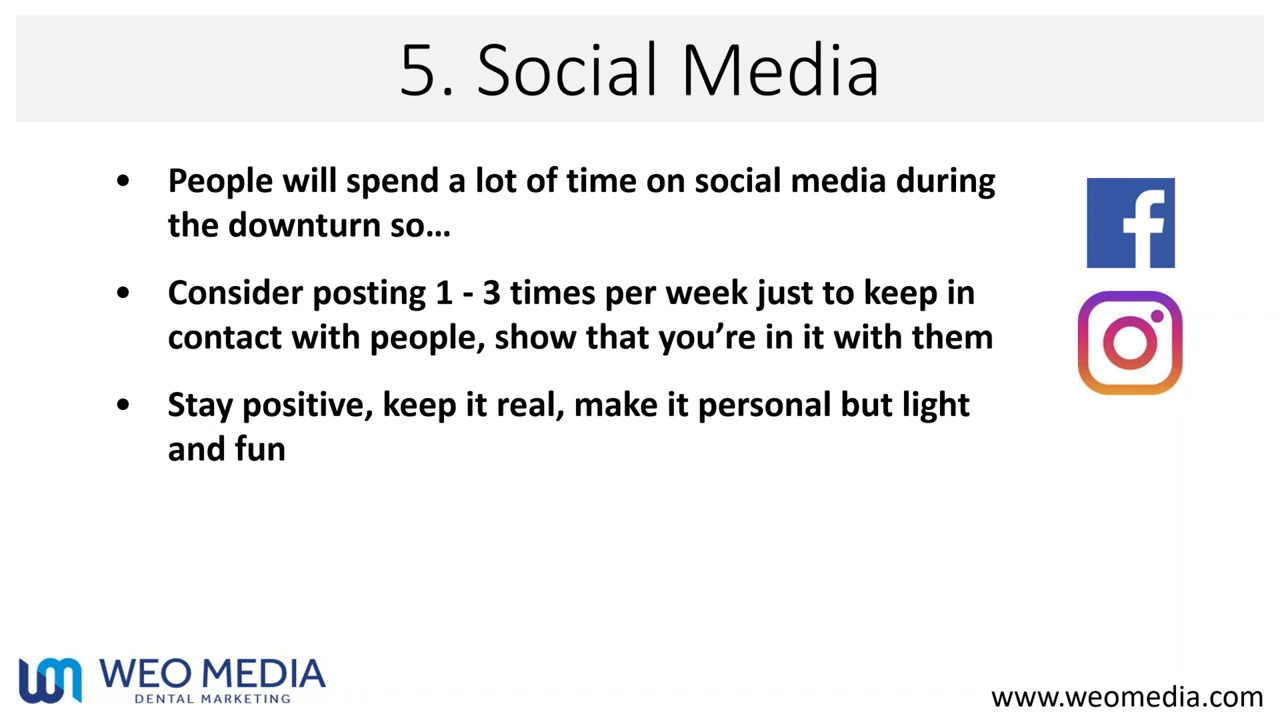 5. Social Media
• People will spend a lot of time on social media during
the downturn so...
• Consider posting 1 - 3 times per week just to keep in
contact with people, show that you’re in it with them
• Stay positive, keep it real, make it personal but light
and fun
WEO MEDIA
DENTAL MARKETING
www.weomedia.com